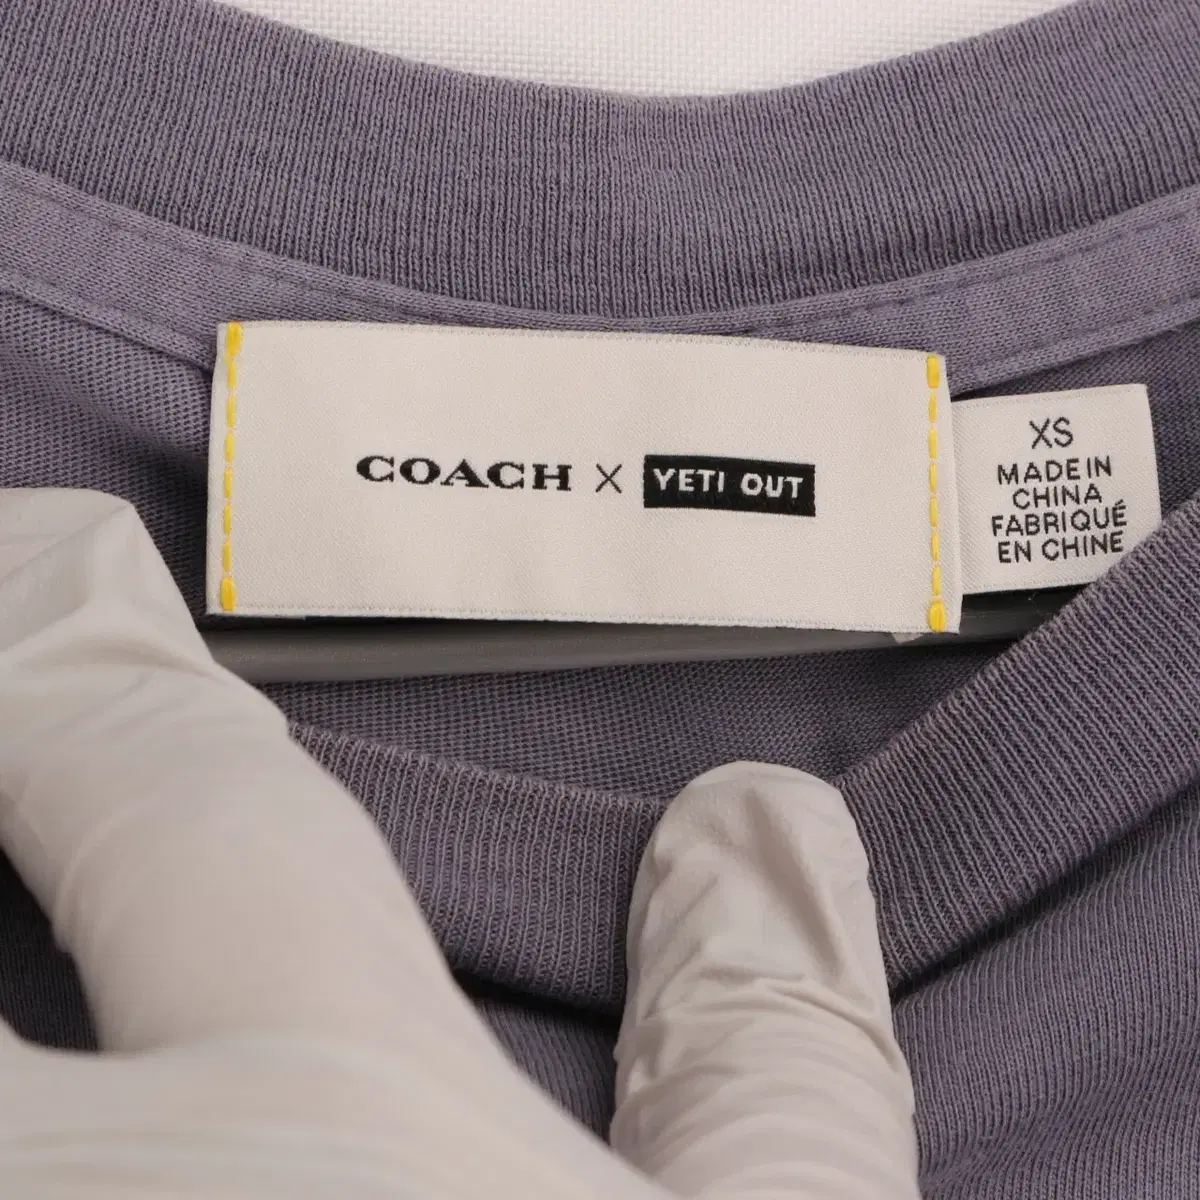 COACH X YETI OUT
XS
MADE IN
CHINA
FABRIQUÉ
EN CHINE